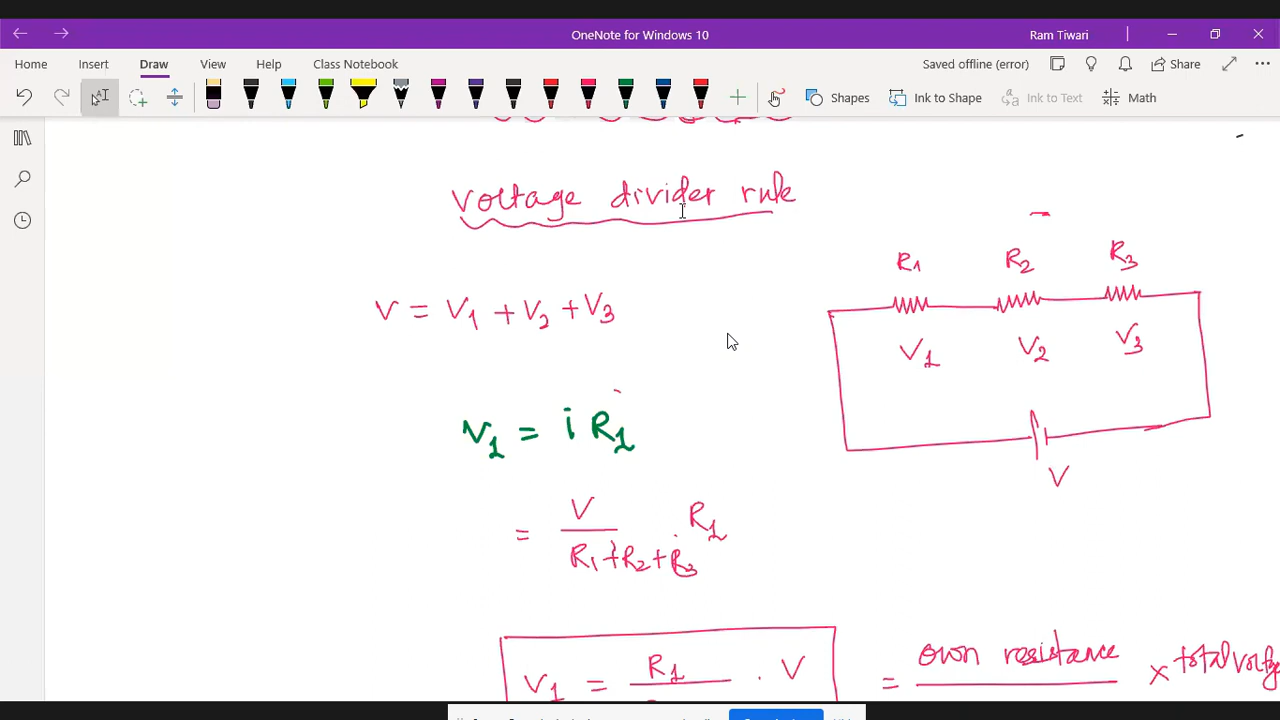 OneNote for Windows 10
Ram Tiwari
Home Insert Draw View Help Class Notebook
Saved offline (error) Share
Shapes Ink to Shape Ink to Text Math
Voltage divider rule
R1 R2 R3
V = V1 + V2 + V3
V1 V2 V3
V1 = i R1
V
= V / R1+R2+R3 R1
V1 = R1 . V = own resistance × total